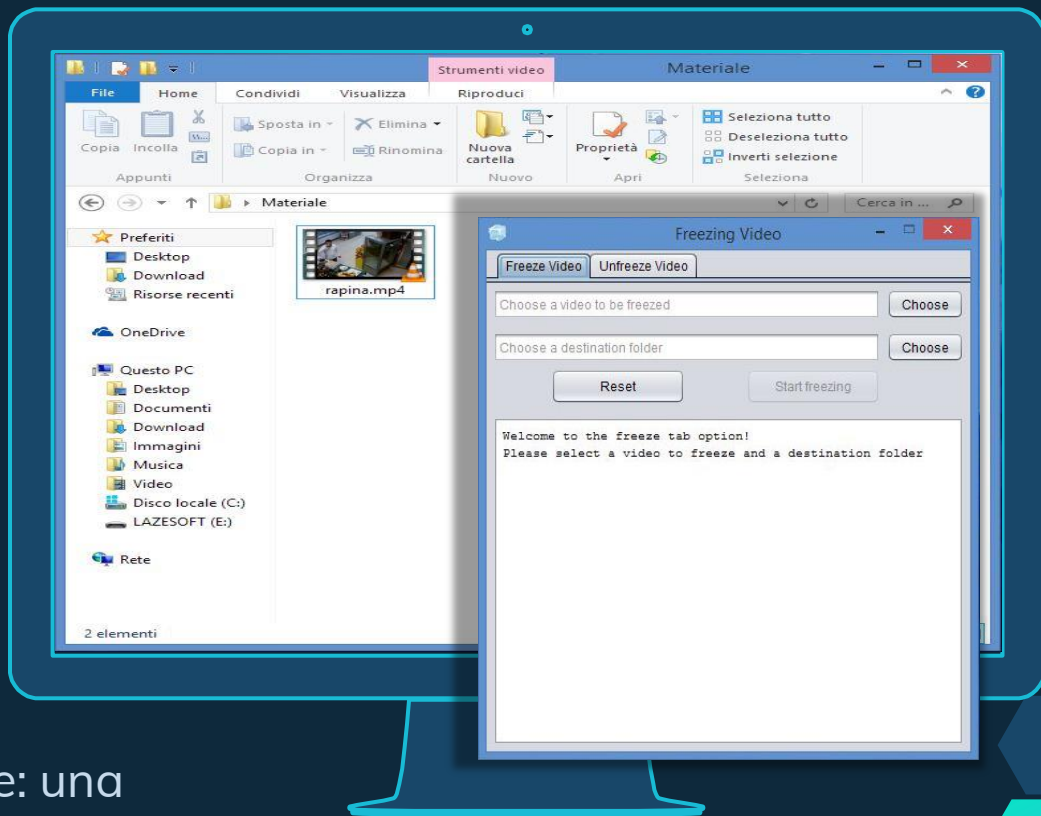 Strumenti video
Materiale
File Home Condividi Visualizza Riproduci
Copia Incolla
Sposta in
Copia in
Elimina
Rinomina
Nuova cartella
Proprietà
Seleziona tutto
Deseleziona tutto
Inverti selezione
Appunti Organizza Nuovo Apri Seleziona
Materiale
Cerca in ...
Preferiti
Desktop
Download
Risorse recenti
OneDrive
Questo PC
Desktop
Documenti
Download
Immagini
Musica
Video
Disco locale (C:)
LAZESOFT (E:)
Rete
2 elementi
rapina.mp4
Freezing Video
Freeze Video Unfreeze Video
Choose a video to be freezed Choose
Choose a destination folder Choose
Reset Start freezing
Welcome to the freeze tab option!
Please select a video to freeze and a destination folder
e: una